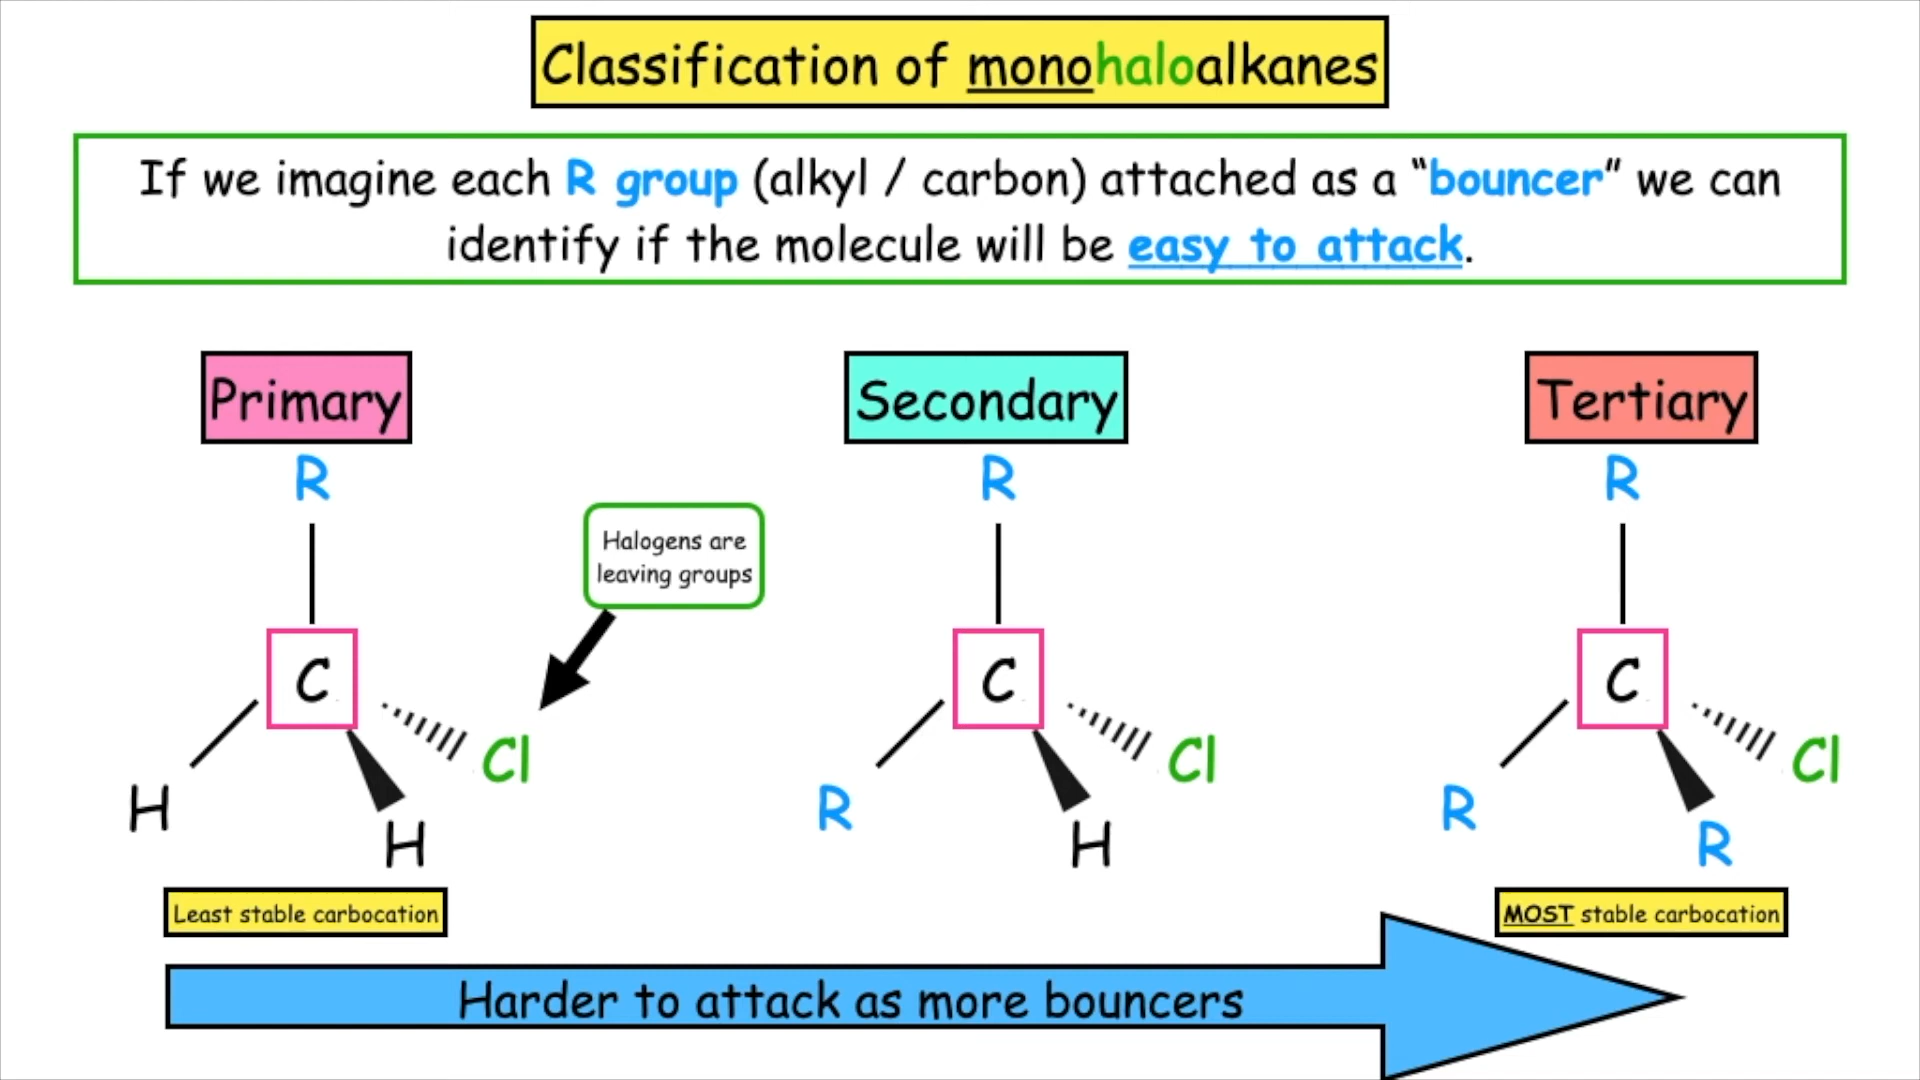 Classification of monohaloalkanes
If we imagine each R group (alkyl / carbon) attached as a “bouncer” we can
identify if the molecule will be easy to attack.
Primary
Secondary
Tertiary
R
R
R
Halogens are
leaving groups
C
C
C
Cl
Cl
Cl
H
R
R
H
H
R
Least stable carbocation
MOST stable carbocation
Harder to attack as more bouncers